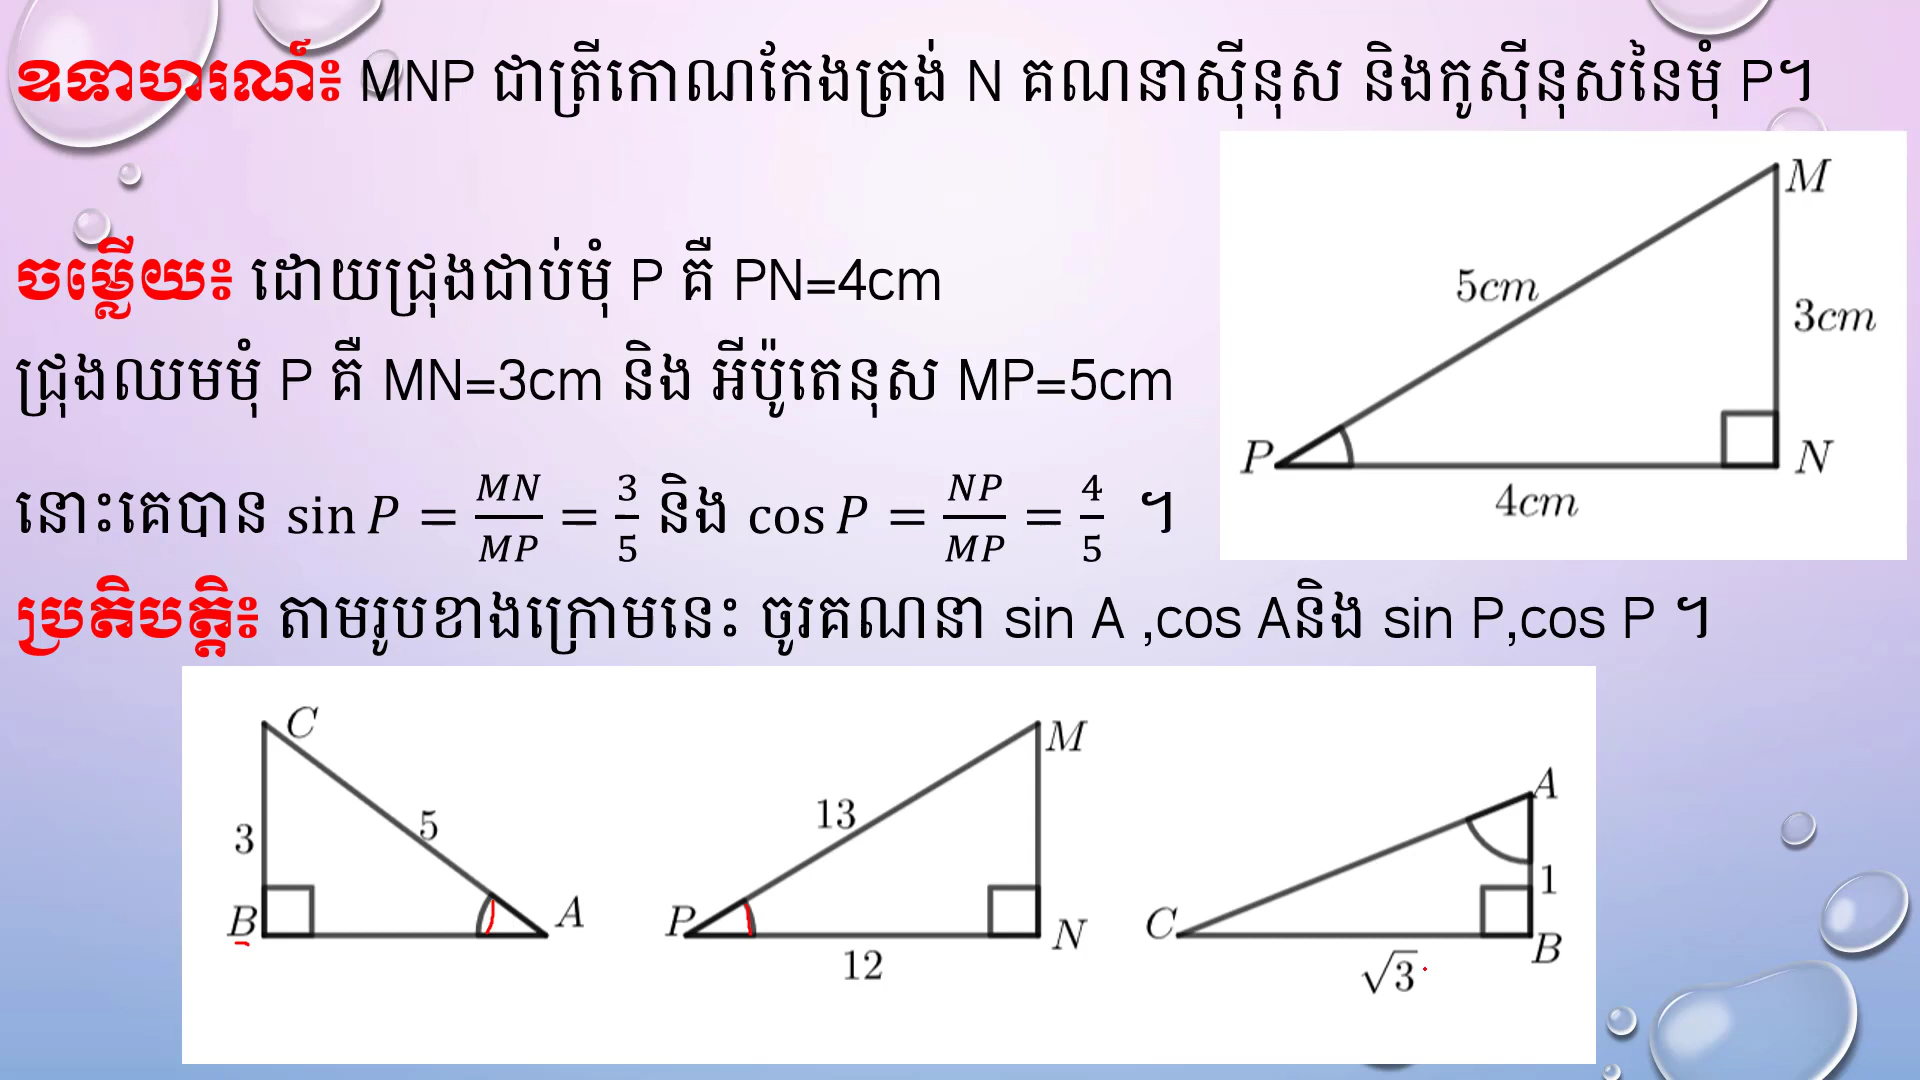 ឧទាហរណ៍៖ MNP ជាត្រីកោណកែងត្រង់ N គណនាស៊ីនុស និងកូស៊ីនុសនៃមុំ P។
M
5cm
3cm
P
N
4cm
ចម្លើយ៖ ដោយជ្រុងជាប់មុំ P គឺ PN=4cm
ជ្រុងឈមមុំ P គឺ MN=3cm និង អ៊ីប៉ូតេនុស MP=5cm
នោះគេបាន sin P = MN/MP = 3/5 និង cos P = NP/MP = 4/5 ។
ប្រតិបត្តិ៖ តាមរូបខាងក្រោមនេះ ចូរគណនា sin A ,cos Aនិង sin P,cos P ។
C
3
5
B
A
M
13
P
N
12
A
1
C
B
√3